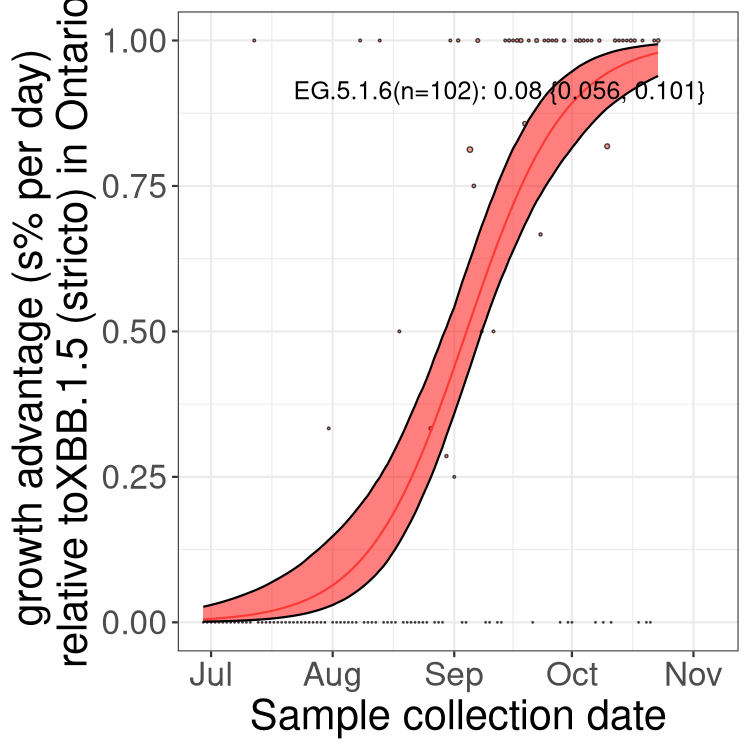 growth advantage (s% per day)
relative toXBB.1.5 (stricto) in Ontario
1.00
0.75
0.50
0.25
0.00
EG.5.1.6(n=102): 0.08 {0.056, 0.101}
Jul Aug Sep Oct Nov
Sample collection date